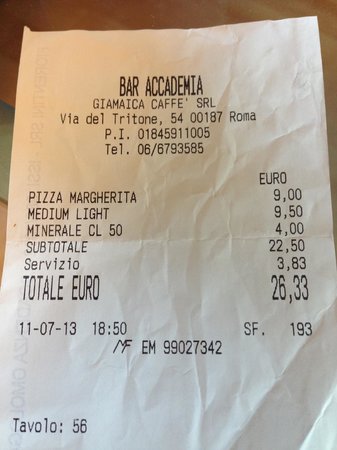 BAR ACCADEMIA
GIAMAICA CAFFE' SRL
Via del Tritone, 54 00187 Roma
P.I. 01845911005
Tel. 06/6793585
EURO
PIZZA MARGHERITA 9,00
MEDIUM LIGHT 9,50
MINERALE CL 50 4,00
SUBTOTALE 22,50
Servizio 3,83
TOTALE EURO 26,33
11-07-13 18:50 SF. 193
MF EM 99027342
Tavolo: 56